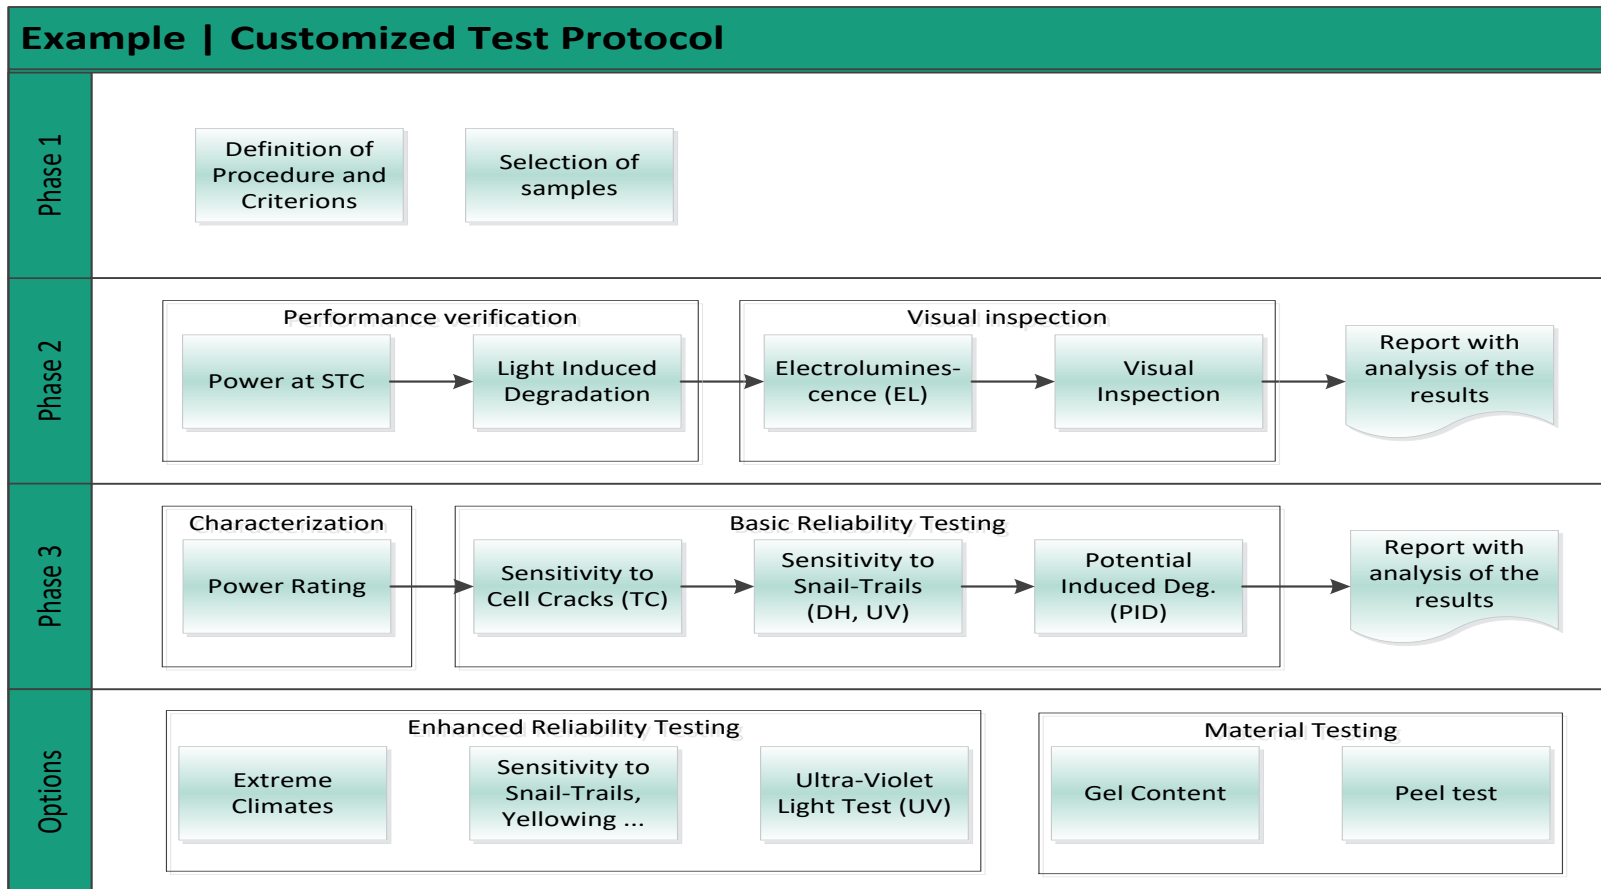 Example | Customized Test Protocol
Phase 1
Definition of
Procedure and
Criterions
Selection of
samples
Phase 2
Performance verification
Power at STC
Light Induced
Degradation
Visual inspection
Electrolumines-
cence (EL)
Visual
Inspection
Report with
analysis of the
results
Phase 3
Characterization
Power Rating
Basic Reliability Testing
Sensitivity to
Cell Cracks (TC)
Sensitivity to
Snail-Trails
(DH, UV)
Potential
Induced Deg.
(PID)
Report with
analysis of the
results
Options
Enhanced Reliability Testing
Extreme
Climates
Sensitivity to
Snail-Trails,
Yellowing ...
Ultra-Violet
Light Test (UV)
Material Testing
Gel Content
Peel test